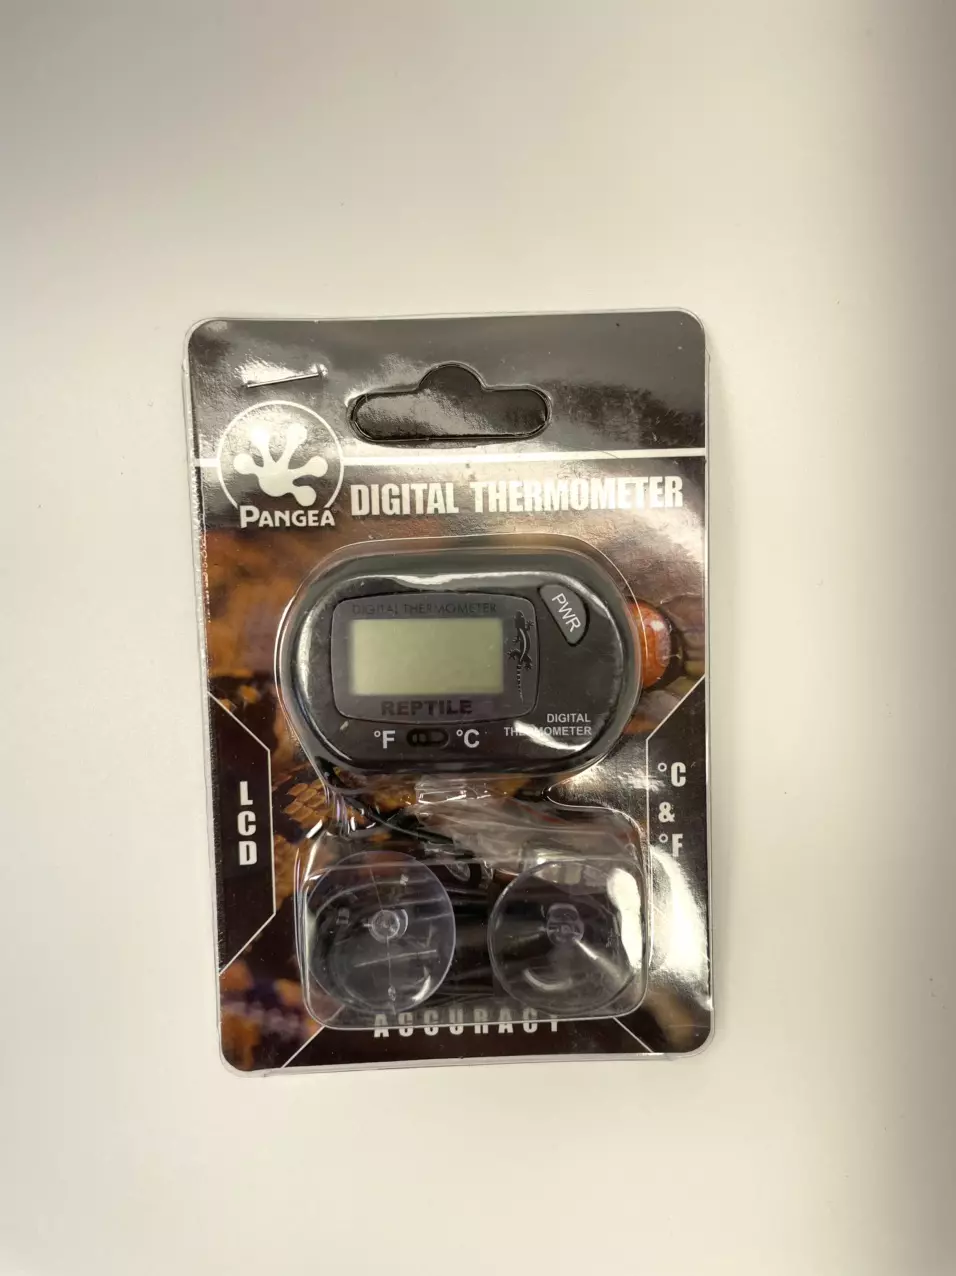 PANGEA
DIGITAL THERMOMETER
DIGITAL THERMOMETER
PWR
REPTILE
°F °C
DIGITAL
THERMOMETER
LCD
°C
&
°F
ACCURACY